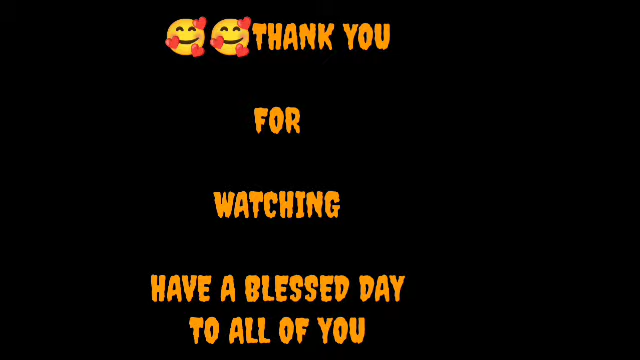 🥰🥰THANK YOU
FOR
WATCHING
HAVE A BLESSED DAY
TO ALL OF YOU